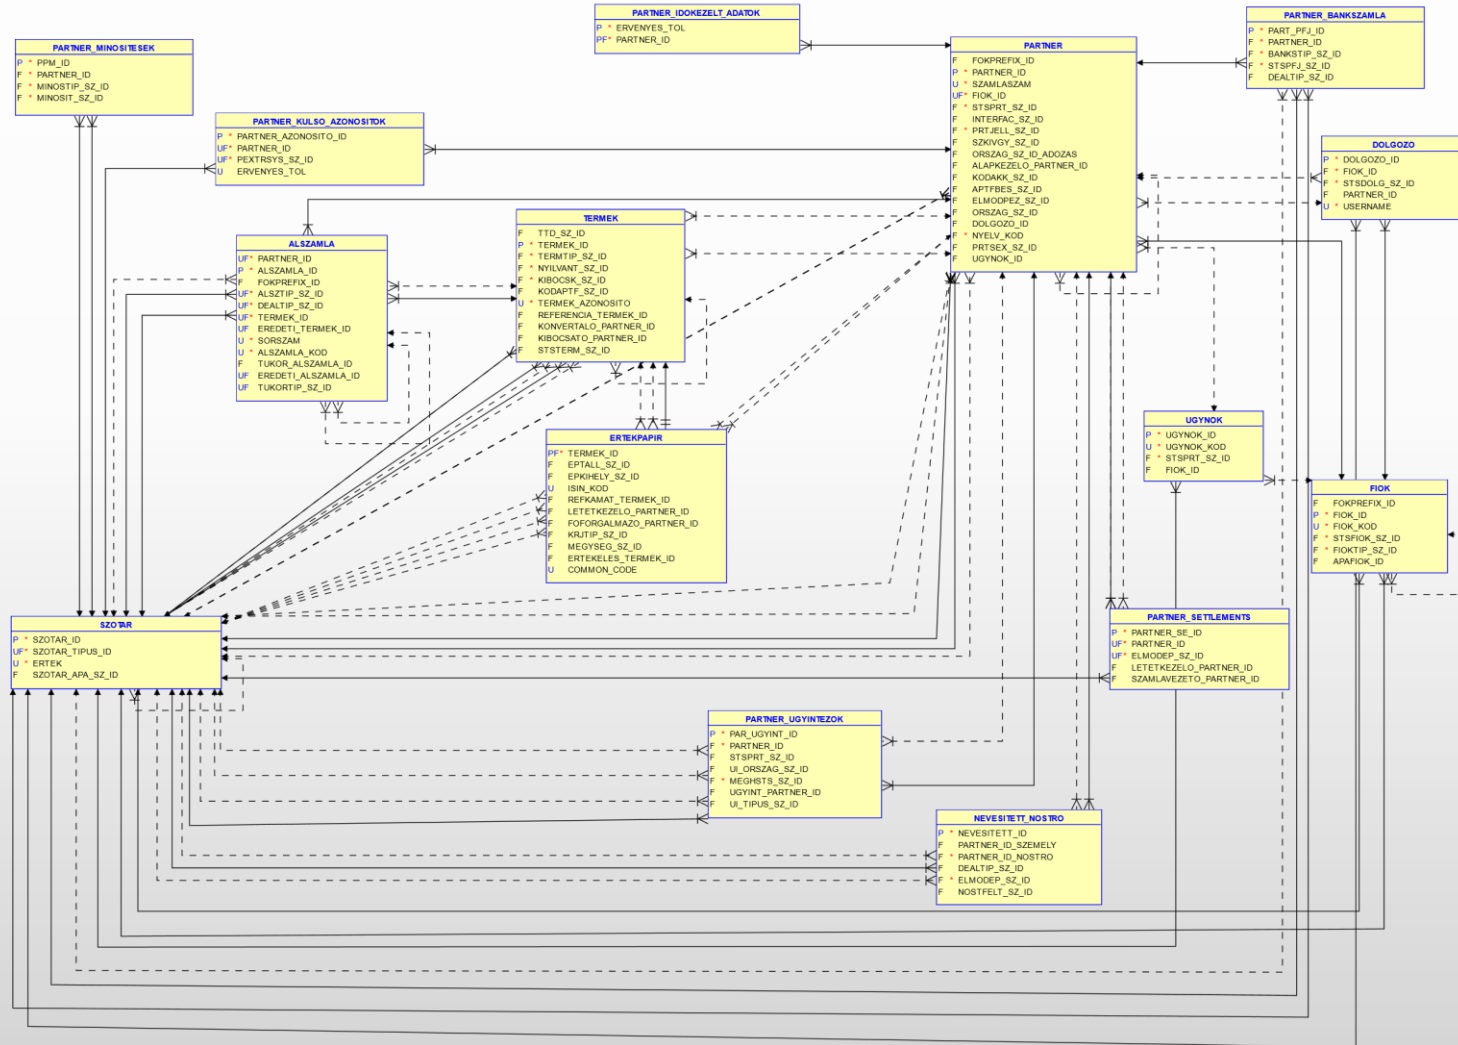 PARTNER_MINOSITESEK
P * PPM_ID
F * PARTNER_ID
F * MINOSTIP_SZ_ID
F * MINOSIT_SZ_ID
PARTNER_IDOKEZELT_ADATOK
P * ERVENYES_TOL
PF* PARTNER_ID
PARTNER
F FOKPREFIX_ID
P * PARTNER_ID
U * SZAMLASZAM
UF* FIOK_ID
F * STSPRT_SZ_ID
F INTERFAC_SZ_ID
F * PRTJELL_SZ_ID
F SZKIVGY_SZ_ID
F ORSZAG_SZ_ID_ADOZAS
F ALAPKEZELO_PARTNER_ID
F KODAKK_SZ_ID
F APTFBES_SZ_ID
F ELMODPEZ_SZ_ID
F ORSZAG_SZ_ID
F DOLGOZO_ID
F * NYELV_KOD
F PRTSEX_SZ_ID
F UGYNOK_ID
PARTNER_BANKSZAMLA
P * PART_PFJ_ID
F * PARTNER_ID
F * BANKSTIP_SZ_ID
F * STSPFJ_SZ_ID
F DEALTIP_SZ_ID
PARTNER_KULSO_AZONOSITOK
P * PARTNER_AZONOSITO_ID
UF* PARTNER_ID
UF* PEXTRSYS_SZ_ID
U ERVENYES_TOL
DOLGOZO
P * DOLGOZO_ID
F * FIOK_ID
F * STSDOLG_SZ_ID
F PARTNER_ID
U * USERNAME
ALSZAMLA
UF* PARTNER_ID
P * ALSZAMLA_ID
F FOKPREFIX_ID
UF* ALSZTIP_SZ_ID
UF* DEALTIP_SZ_ID
UF* TERMEK_ID
UF EREDETI_TERMEK_ID
U * SORSZAM
U * ALSZAMLA_KOD
F TUKOR_ALSZAMLA_ID
UF EREDETI_ALSZAMLA_ID
UF TUKORTIP_SZ_ID
TERMEK
F TTD_SZ_ID
P * TERMEK_ID
F * TERMTIP_SZ_ID
F * NYILVANT_SZ_ID
F * KIBOCSK_SZ_ID
F KODAPTF_SZ_ID
U * TERMEK_AZONOSITO
F REFERENCIA_TERMEK_ID
F KONVERTALO_PARTNER_ID
F KIBOCSATO_PARTNER_ID
F STSTERM_SZ_ID
ERTEKPAPIR
PF* TERMEK_ID
F EPTALL_SZ_ID
F EPKIHELY_SZ_ID
U ISIN_KOD
F REFKAMAT_TERMEK_ID
F LETETKEZELO_PARTNER_ID
F FOFORGALMAZO_PARTNER_ID
F KRJTIP_SZ_ID
F MEGYSEG_SZ_ID
F ERTEKELES_TERMEK_ID
U COMMON_CODE
UGYNOK
P * UGYNOK_ID
U * UGYNOK_KOD
F * STSPRT_SZ_ID
F FIOK_ID
FIOK
F FOKPREFIX_ID
P * FIOK_ID
U * FIOK_KOD
F * STSFIOK_SZ_ID
F * FIOKTIP_SZ_ID
F APAFIOK_ID
SZOTAR
P * SZOTAR_ID
UF* SZOTAR_TIPUS_ID
U * ERTEK
F SZOTAR_APA_SZ_ID
PARTNER_SETTLEMENTS
P * PARTNER_SE_ID
UF* PARTNER_ID
UF* ELMODEP_SZ_ID
F LETETKEZELO_PARTNER_ID
F SZAMLAVEZETO_PARTNER_ID
PARTNER_UGYINTEZOK
P * PAR_UGYINT_ID
F * PARTNER_ID
F STSPRT_SZ_ID
F UI_ORSZAG_SZ_ID
F * MEGHSTS_SZ_ID
F UGYINT_PARTNER_ID
F UI_TIPUS_SZ_ID
NEVESITETT_NOSTRO
P * NEVESITETT_ID
F PARTNER_ID_SZEMELY
F * PARTNER_ID_NOSTRO
F DEALTIP_SZ_ID
F * ELMODEP_SZ_ID
F NOSTFELT_SZ_ID